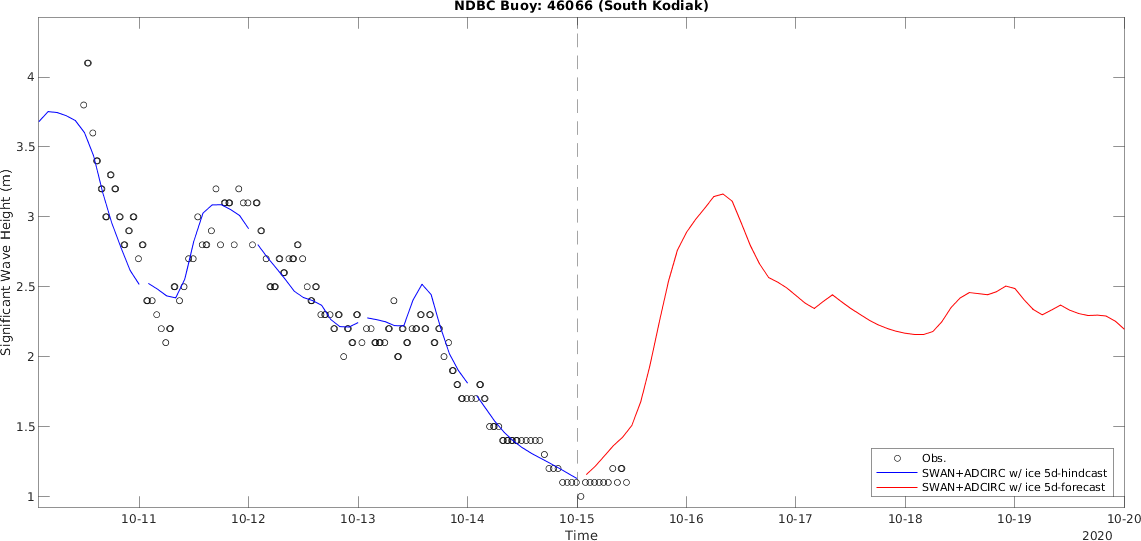 NDBC Buoy: 46066 (South Kodiak)
Significant Wave Height (m)
4
3.5
3
2.5
2
1.5
1
Obs.
SWAN+ADCIRC w/ ice 5d-hindcast
SWAN+ADCIRC w/ ice 5d-forecast
10-11 10-12 10-13 10-14 10-15 10-16 10-17 10-18 10-19 10-20
Time
2020